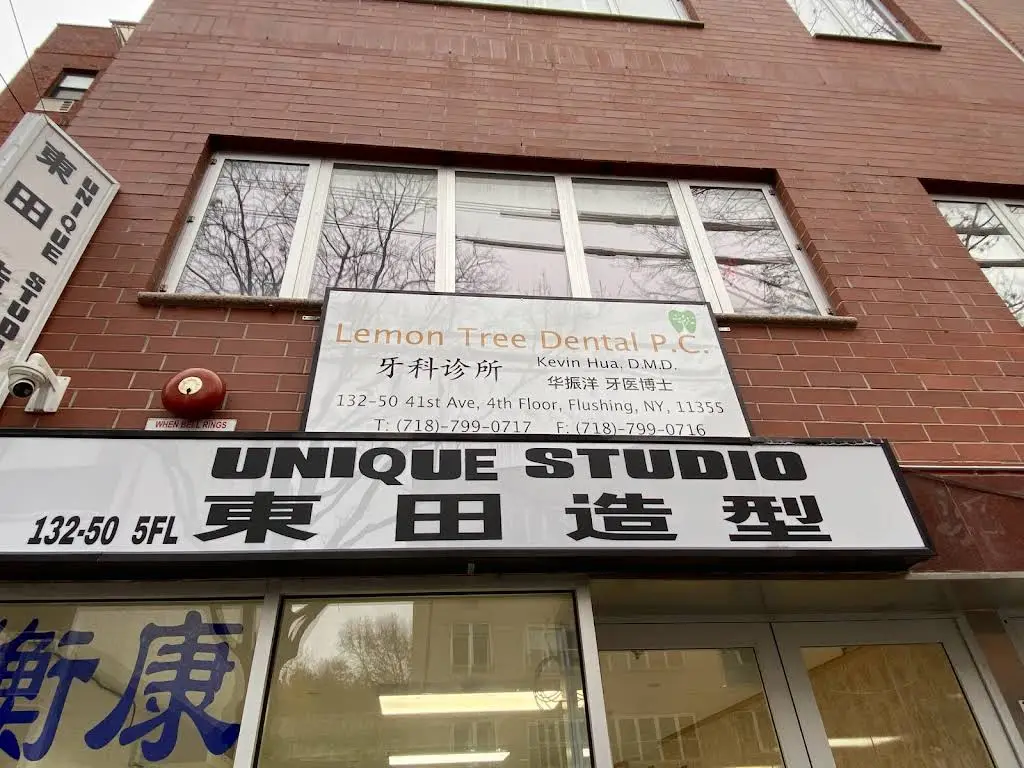 東田
UNIQUE STUDIO
Lemon Tree Dental P.C.
牙科诊所
Kevin Hua, D.M.D.
华振洋 牙医博士
132-50 41st Ave, 4th Floor, Flushing, NY, 11355
T: (718)-799-0717 F: (718)-799-0716
WHEN BELL RINGS
UNIQUE STUDIO
132-50 5FL 東田造型
衡康